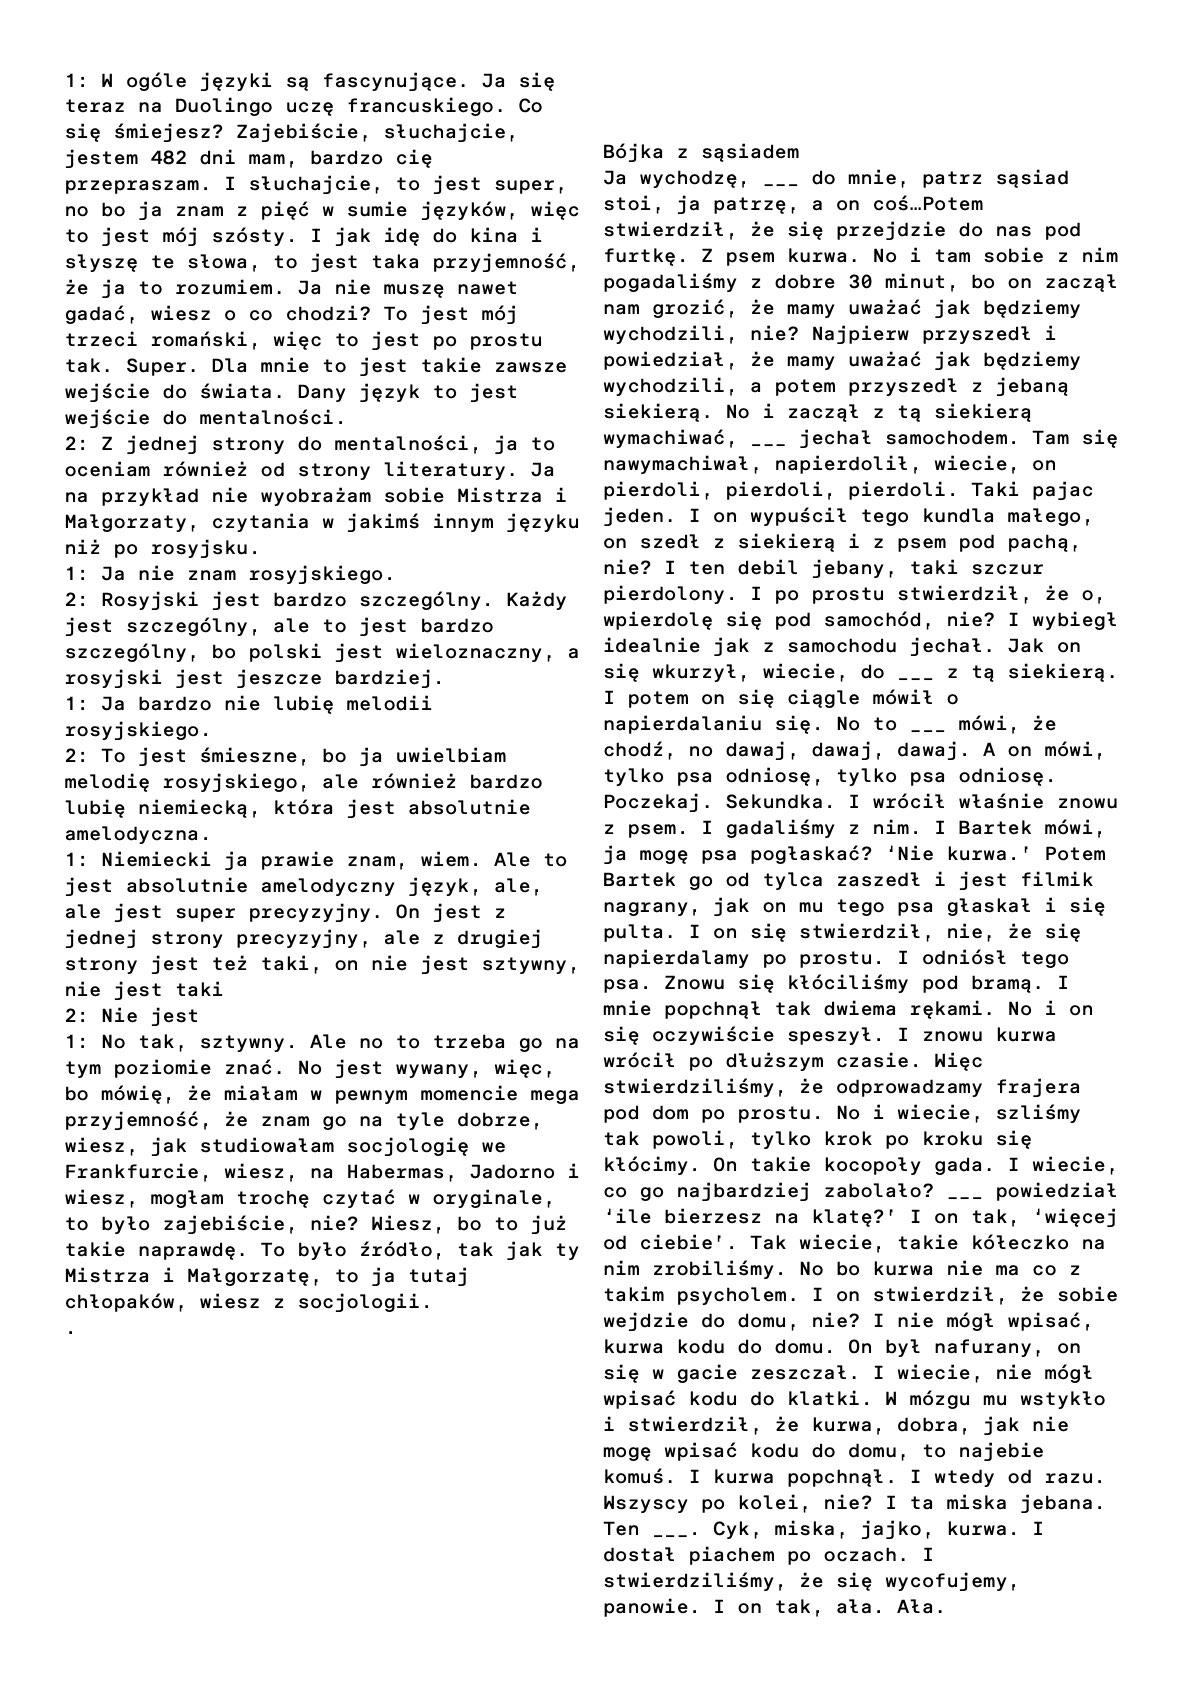 1: W ogóle języki są fascynujące. Ja się
teraz na Duolingo uczę francuskiego. Co
się śmiejesz? Zajebiście, słuchajcie,
jestem 482 dni mam, bardzo cię
przepraszam. I słuchajcie, to jest super,
no bo ja znam z pięć w sumie języków, więc
to jest mój szósty. I jak idę do kina i
słyszę te słowa, to jest taka przyjemność,
że ja to rozumiem. Ja nie muszę nawet
gadać, wiesz o co chodzi? To jest mój
trzeci romański, więc to jest po prostu
tak. Super. Dla mnie to jest takie zawsze
wejście do świata. Dany język to jest
wejście do mentalności.
2: Z jednej strony do mentalności, ja to
oceniam również od strony literatury. Ja
na przykład nie wyobrażam sobie Mistrza i
Małgorzaty, czytania w jakimś innym języku
niż po rosyjsku.
1: Ja nie znam rosyjskiego.
2: Rosyjski jest bardzo szczególny. Każdy
jest szczególny, ale to jest bardzo
szczególny, bo polski jest wieloznaczny, a
rosyjski jest jeszcze bardziej.
1: Ja bardzo nie lubię melodii
rosyjskiego.
2: To jest śmieszne, bo ja uwielbiam
melodię rosyjskiego, ale również bardzo
lubię niemiecką, która jest absolutnie
amelodyczna.
1: Niemiecki ja prawie znam, wiem. Ale to
jest absolutnie amelodyczny język, ale,
ale jest super precyzyjny. On jest z
jednej strony precyzyjny, ale z drugiej
strony jest też taki, on nie jest sztywny,
nie jest taki
2: Nie jest
1: No tak, sztywny. Ale no to trzeba go na
tym poziomie znać. No jest wywany, więc,
bo mówię, że miałam w pewnym momencie mega
przyjemność, że znam go na tyle dobrze,
wiesz, jak studiowałam socjologię we
Frankfurcie, wiesz, na Habermas, Jadorno i
wiesz, mogłam trochę czytać w oryginale,
to było zajebiście, nie? Wiesz, bo to już
takie naprawdę. To było źródło, tak jak ty
Mistrza i Małgorzatę, to ja tutaj
chłopaków, wiesz z socjologii.
.
Bójka z sąsiadem
Ja wychodzę, ___ do mnie, patrz sąsiad
stoi, ja patrzę, a on coś…Potem
stwierdził, że się przejdzie do nas pod
furtkę. Z psem kurwa. No i tam sobie z nim
pogadaliśmy z dobre 30 minut, bo on zaczął
nam grozić, że mamy uważać jak będziemy
wychodzili, nie? Najpierw przyszedł i
powiedział, że mamy uważać jak będziemy
wychodzili, a potem przyszedł z jebaną
siekierą. No i zaczął z tą siekierą
wymachiwać, ___ jechał samochodem. Tam się
nawymachiwał, napierdolił, wiecie, on
pierdoli, pierdoli, pierdoli. Taki pajac
jeden. I on wypuścił tego kundla małego,
on szedł z siekierą i z psem pod pachą,
nie? I ten debil jebany, taki szczur
pierdolony. I po prostu stwierdził, że o,
wpierdolę się pod samochód, nie? I wybiegł
idealnie jak z samochodu jechał. Jak on
się wkurzył, wiecie, do ___ z tą siekierą.
I potem on się ciągle mówił o
napierdalaniu się. No to ___ mówi, że
chodź, no dawaj, dawaj, dawaj. A on mówi,
tylko psa odniosę, tylko psa odniosę.
Poczekaj. Sekundka. I wrócił właśnie znowu
z psem. I gadaliśmy z nim. I Bartek mówi,
ja mogę psa pogłaskać? ‘Nie kurwa.’ Potem
Bartek go od tylca zaszedł i jest filmik
nagrany, jak on mu tego psa głaskał i się
pulta. I on się stwierdził, nie, że się
napierdalamy po prostu. I odniósł tego
psa. Znowu się kłóciliśmy pod bramą. I
mnie popchnął tak dwiema rękami. No i on
się oczywiście speszył. I znowu kurwa
wrócił po dłuższym czasie. Więc
stwierdziliśmy, że odprowadzamy frajera
pod dom po prostu. No i wiecie, szliśmy
tak powoli, tylko krok po kroku się
kłócimy. On takie kocopoły gada. I wiecie,
co go najbardziej zabolało? ___ powiedział
‘ile bierzesz na klatę?’ I on tak, ‘więcej
od ciebie’. Tak wiecie, takie kółeczko na
nim zrobiliśmy. No bo kurwa nie ma co z
takim psycholem. I on stwierdził, że sobie
wejdzie do domu, nie? I nie mógł wpisać,
kurwa kodu do domu. On był nafurany, on
się w gacie zeszczał. I wiecie, nie mógł
wpisać kodu do klatki. W mózgu mu wstykło
i stwierdził, że kurwa, dobra, jak nie
mogę wpisać kodu do domu, to najebie
komuś. I kurwa popchnął. I wtedy od razu.
Wszyscy po kolei, nie? I ta miska jebana.
Ten ___. Cyk, miska, jajko, kurwa. I
dostał piachem po oczach. I
stwierdziliśmy, że się wycofujemy,
panowie. I on tak, ała. Ała.